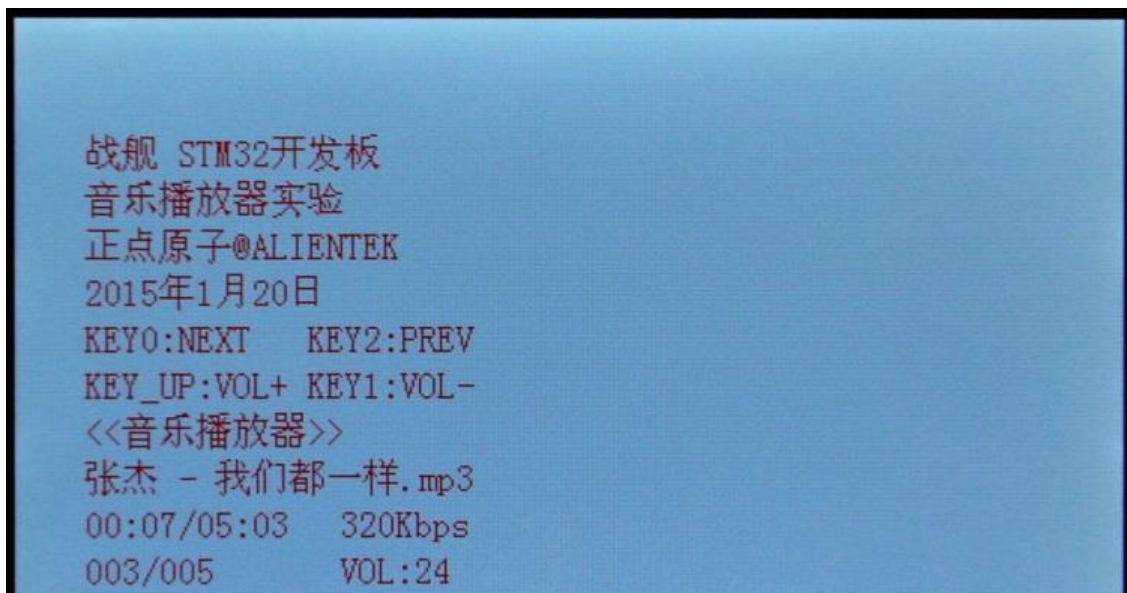 战舰 STM32开发板
音乐播放器实验
正点原子@ALIENTEK
2015年1月20日
KEY0:NEXT   KEY2:PREV
KEY_UP:VOL+ KEY1:VOL-
<<音乐播放器>>
张杰 - 我们都一样.mp3
00:07/05:03   320Kbps
003/005       VOL:24